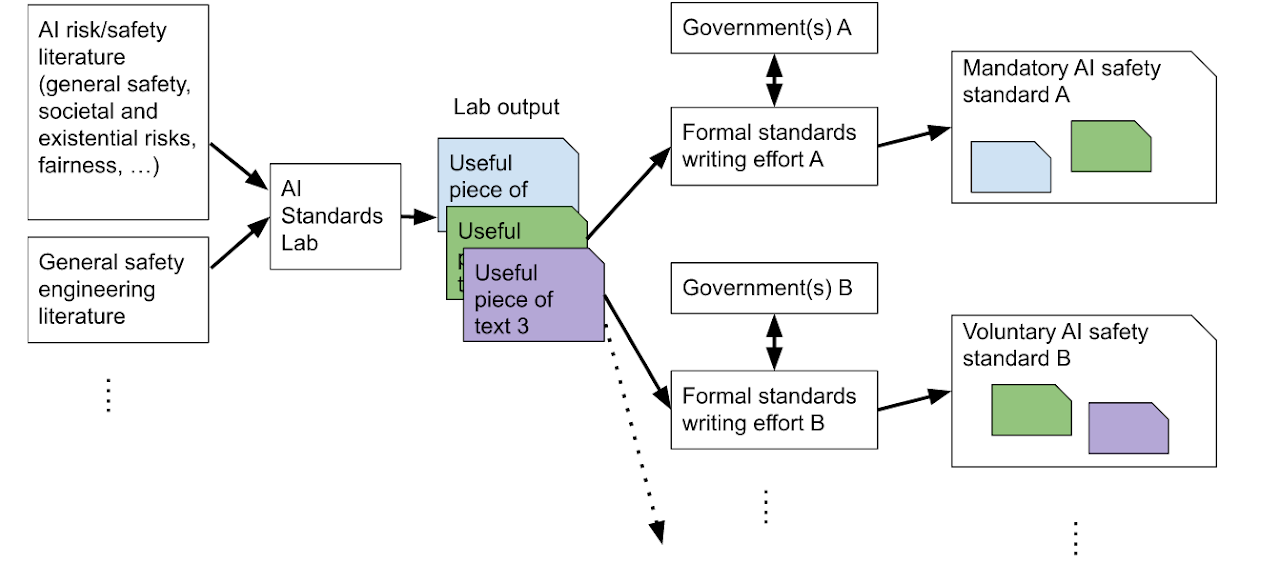 AI risk/safety
literature
(general safety,
societal and
existential risks,
fairness, …)
General safety
engineering
literature
AI
Standards
Lab
Lab output
Useful
piece of
Useful
Useful
piece of
text 3
Government(s) A
Formal standards
writing effort A
Mandatory AI safety
standard A
Government(s) B
Formal standards
writing effort B
Voluntary AI safety
standard B